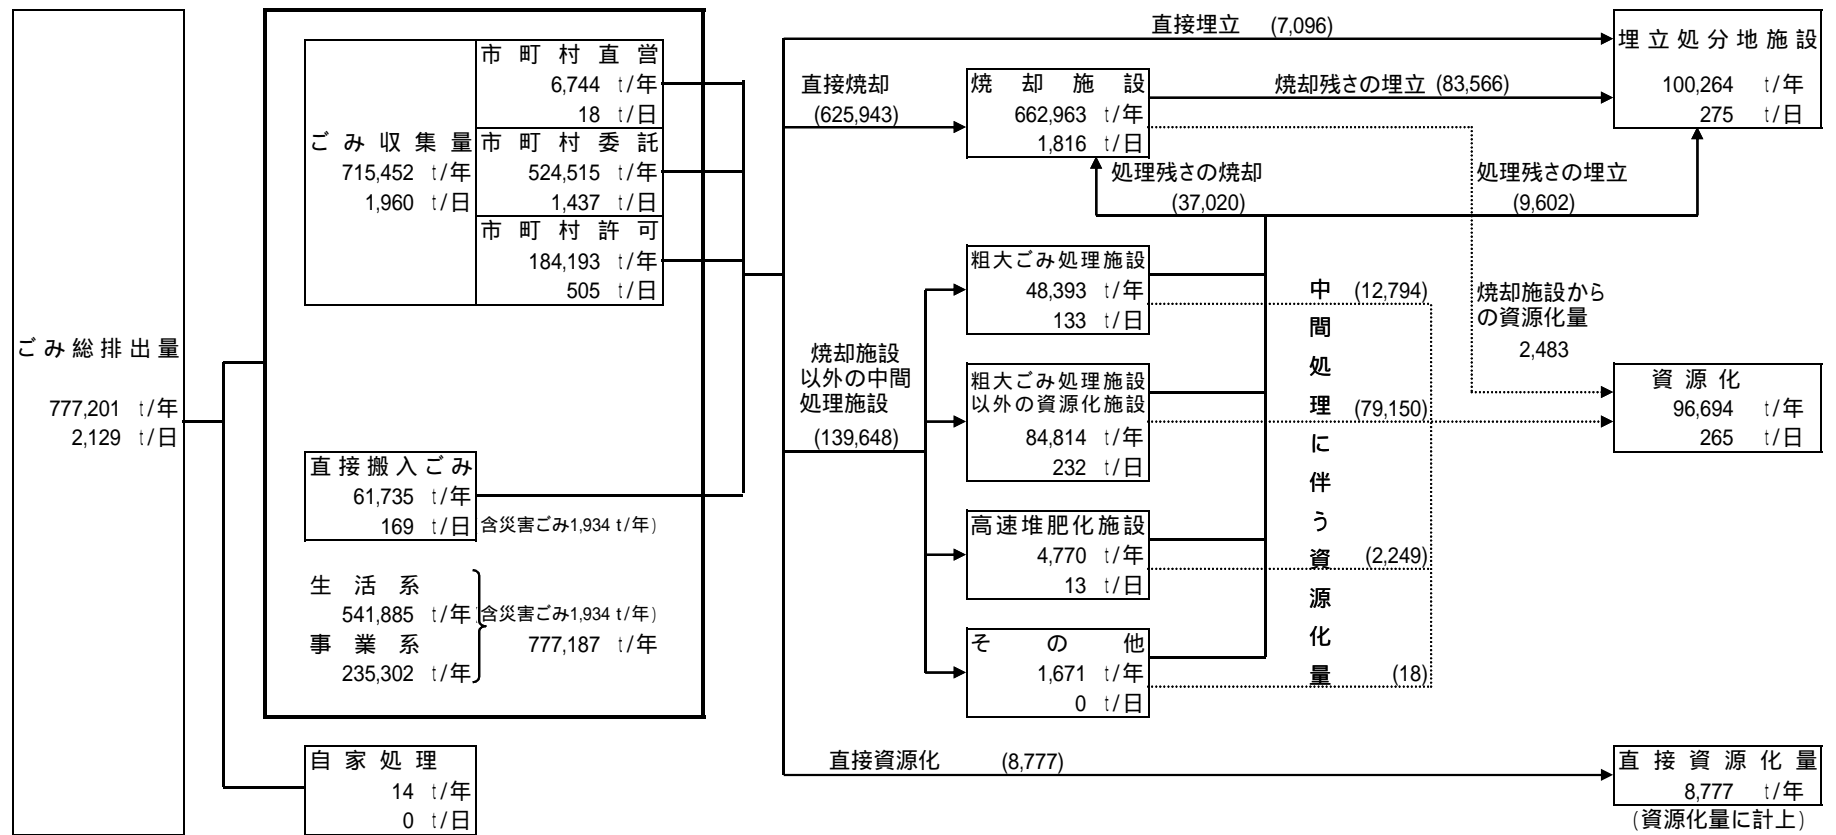 ごみ総排出量
777,201 t/年
2,129 t/日
ごみ収集量
715,452 t/年
1,960 t/日
市町村直営
6,744 t/年
18 t/日
市町村委託
524,515 t/年
1,437 t/日
市町村許可
184,193 t/年
505 t/日
直接搬入ごみ
61,735 t/年
169 t/日
含災害ごみ1,934 t/年)
生活系
541,885 t/年
(含災害ごみ1,934 t/年)
事業系
777,187 t/年
235,302 t/年
自家処理
14 t/年
0 t/日
直接埋立 (7,096)
直接焼却
(625,943)
焼却施設
662,963 t/年
1,816 t/日
焼却残さの埋立 (83,566)
埋立処分地施設
100,264 t/年
275 t/日
処理残さの焼却
(37,020)
処理残さの埋立
(9,602)
焼却施設
以外の中間
処理施設
(139,648)
粗大ごみ処理施設
48,393 t/年
133 t/日
粗大ごみ処理施設
以外の資源化施設
84,814 t/年
232 t/日
高速堆肥化施設
4,770 t/年
13 t/日
その他
1,671 t/年
0 t/日
中間処理に伴う資源化量
(12,794)
(79,150)
(2,249)
(18)
焼却施設から
の資源化量
2,483
資源化
96,694 t/年
265 t/日
直接資源化 (8,777)
直接資源化量
8,777 t/年
(資源化量に計上)